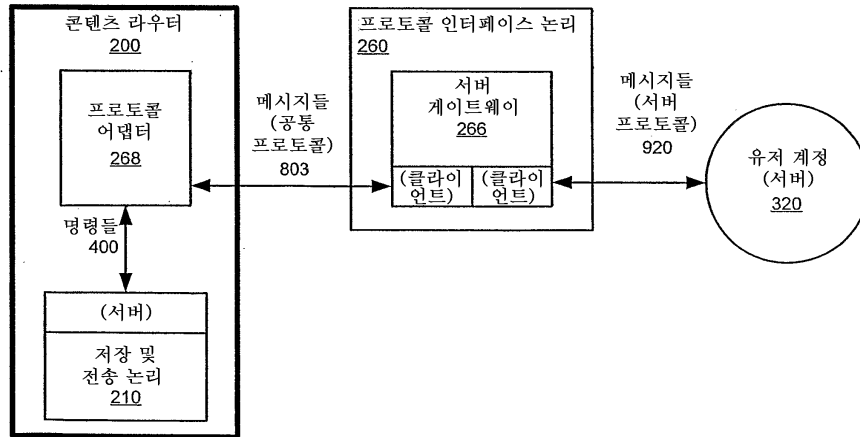 콘텐츠 라우터
200
프로토콜
어댑터
268
명령들
400
(서버)
저장 및
전송 논리
210
메시지들
(공통
프로토콜)
803
프로토콜 인터페이스 논리
260
서버
게이트웨이
266
(클라이
언트)
(클라이
언트)
메시지들
(서버
프로토콜)
920
유저 계정
(서버)
320